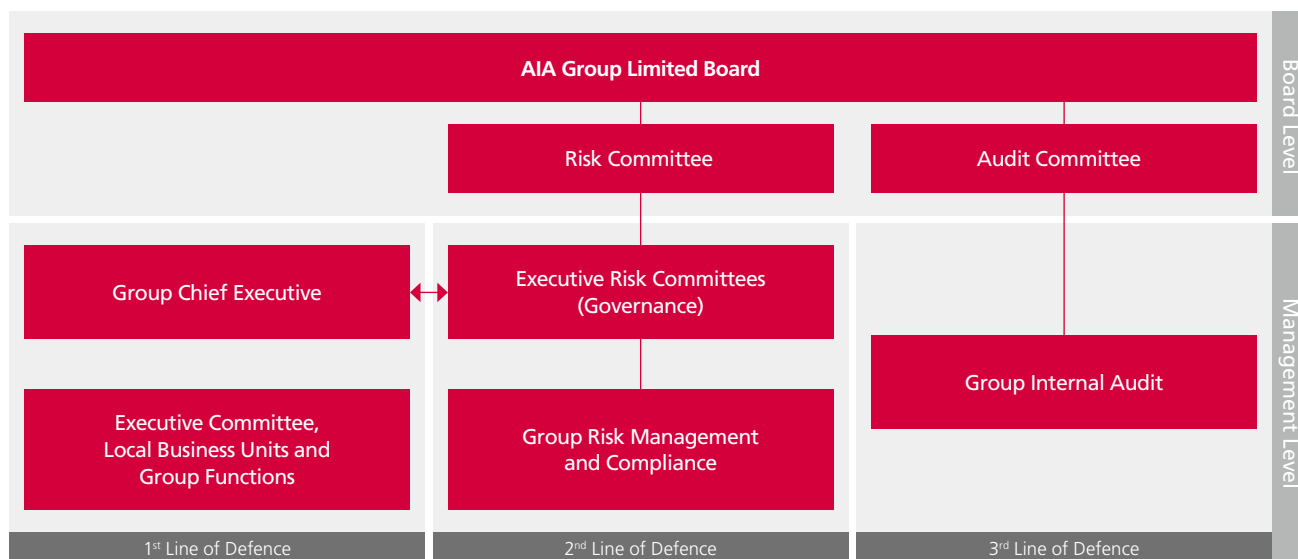 AIA Group Limited Board
Risk Committee
Audit Committee
Board Level
Group Chief Executive
Executive Risk Committees
(Governance)
Group Internal Audit
Executive Committee,
Local Business Units and
Group Functions
Group Risk Management
and Compliance
Management Level
1st Line of Defence
2nd Line of Defence
3rd Line of Defence